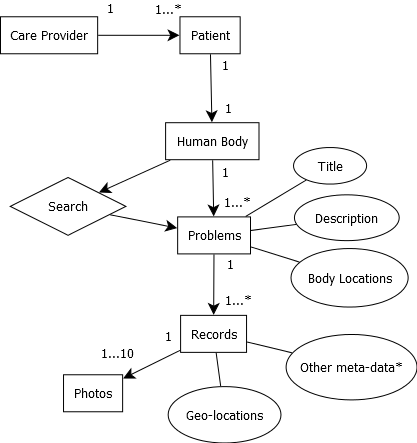 1
1...*
Care Provider
Patient
1
1
Human Body
1
Title
1...*
Search
Description
Problems
1
Body Locations
1...*
1
Records
1...10
Other meta-data*
Photos
Geo-locations